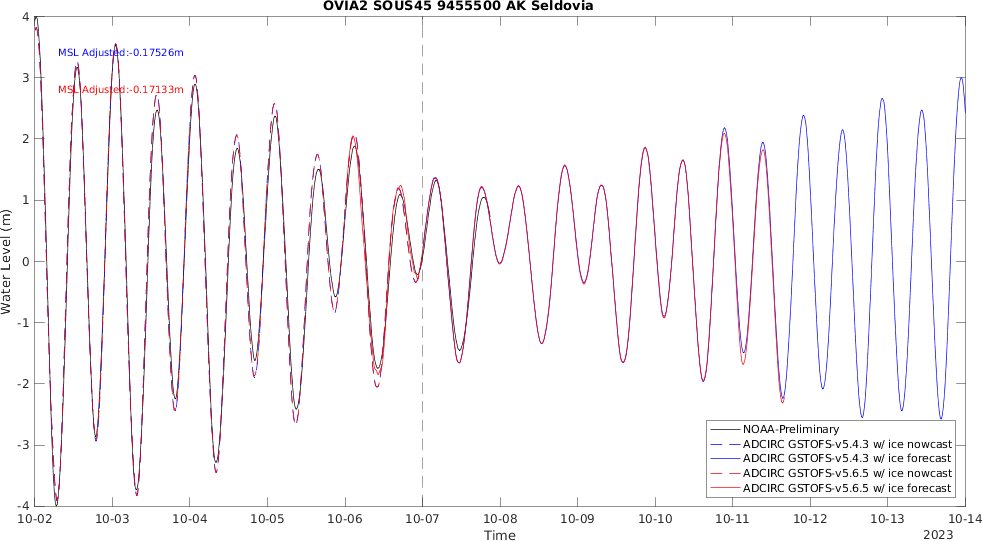 OVIA2 SOUS45 9455500 AK Seldovia
MSL Adjusted:-0.17526m
MSL Adjusted:-0.17133m
Water Level (m)
4
3
2
1
0
-1
-2
-3
-4
NOAA-Preliminary
ADCIRC GSTOFS-v5.4.3 w/ ice nowcast
ADCIRC GSTOFS-v5.4.3 w/ ice forecast
ADCIRC GSTOFS-v5.6.5 w/ ice nowcast
ADCIRC GSTOFS-v5.6.5 w/ ice forecast
10-02 10-03 10-04 10-05 10-06 10-07 10-08 10-09 10-10 10-11 10-12 10-13 10-14
Time
2023